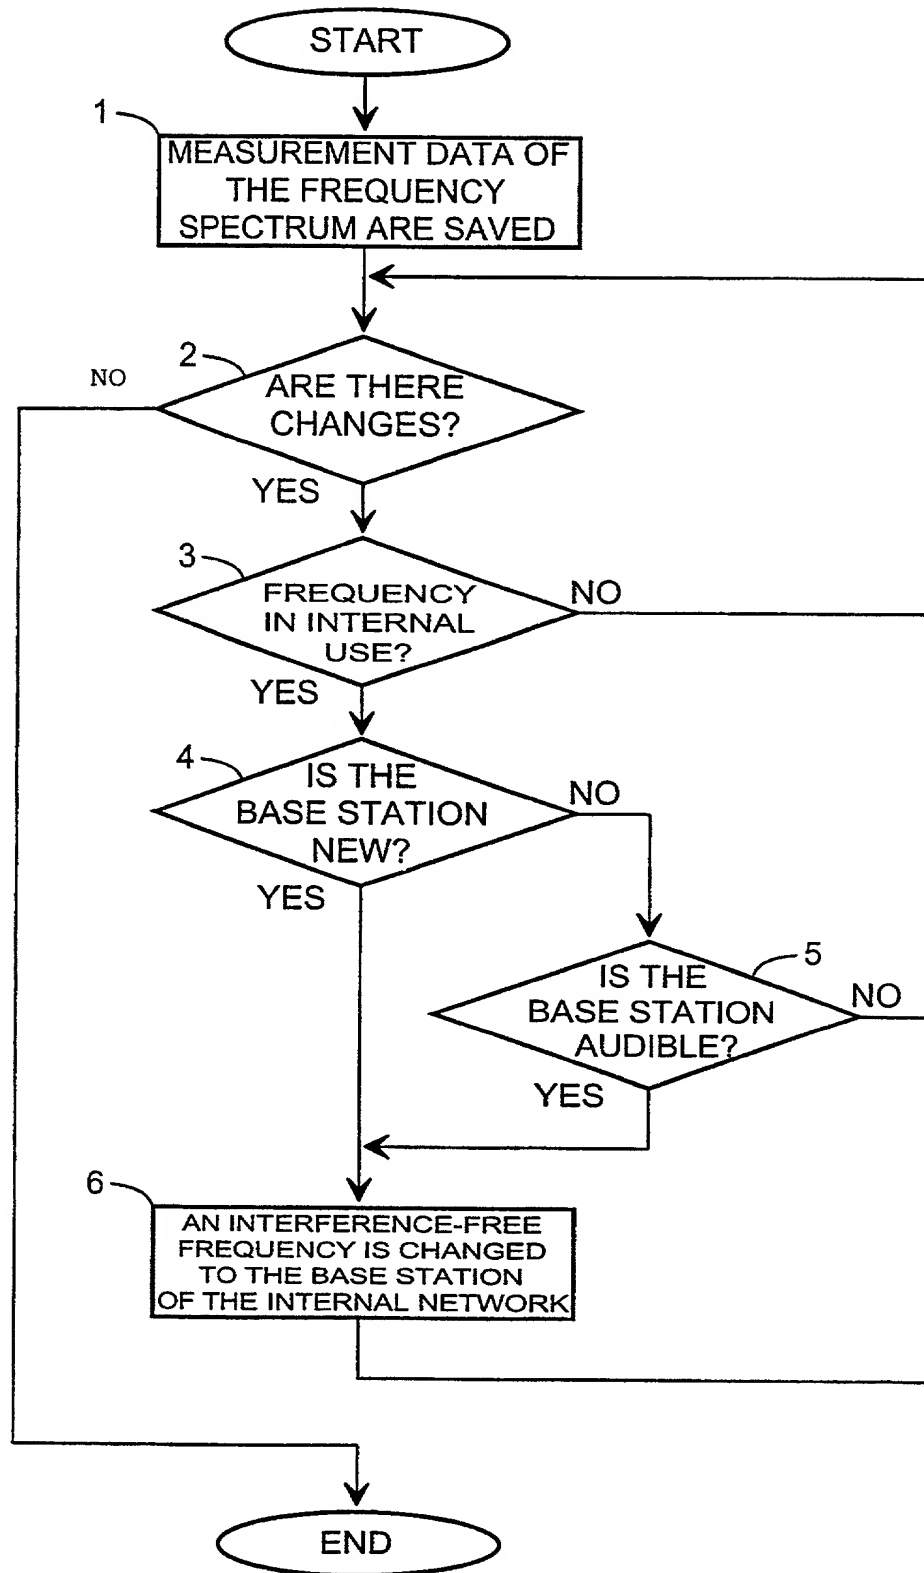 START
1
MEASUREMENT DATA OF
THE FREQUENCY
SPECTRUM ARE SAVED
2
NO
ARE THERE
CHANGES?
YES
3
FREQUENCY
IN INTERNAL
USE?
NO
YES
4
IS THE
BASE STATION
NEW?
NO
YES
5
IS THE
BASE STATION
AUDIBLE?
NO
YES
6
AN INTERFERENCE-FREE
FREQUENCY IS CHANGED
TO THE BASE STATION
OF THE INTERNAL NETWORK
END